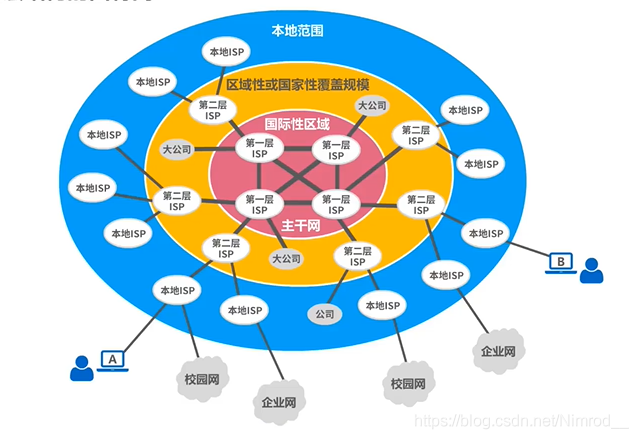 本地范围
本地ISP
本地ISP
区域性或国家性覆盖规模
第二层
ISP
大公司
本地ISP
国际性区域
本地ISP
第二层
ISP
大公司
第一层
ISP
第一层
ISP
本地ISP
本地ISP
第二层
ISP
第一层
ISP
第一层
ISP
第二层
ISP
主干网
本地ISP
本地ISP
第二层
ISP
大公司
第二层
ISP
B
本地ISP
本地ISP
本地ISP
本地ISP
公司
A
校园网
企业网
校园网
企业网
https://blog.csdn.net/Nimrod__